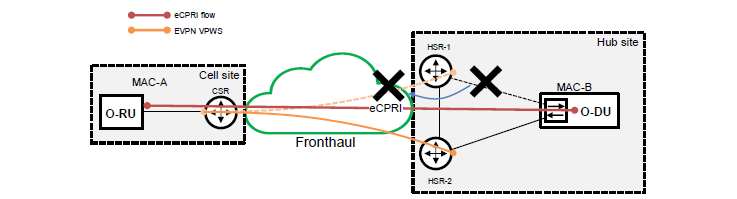 eCPRI flow
EVPN VPWS
Hub site
HSR-1
Cell site
MAC-A
CSR
MAC-B
O-RU
eCPRI
O-DU
Fronthaul
HSR-2